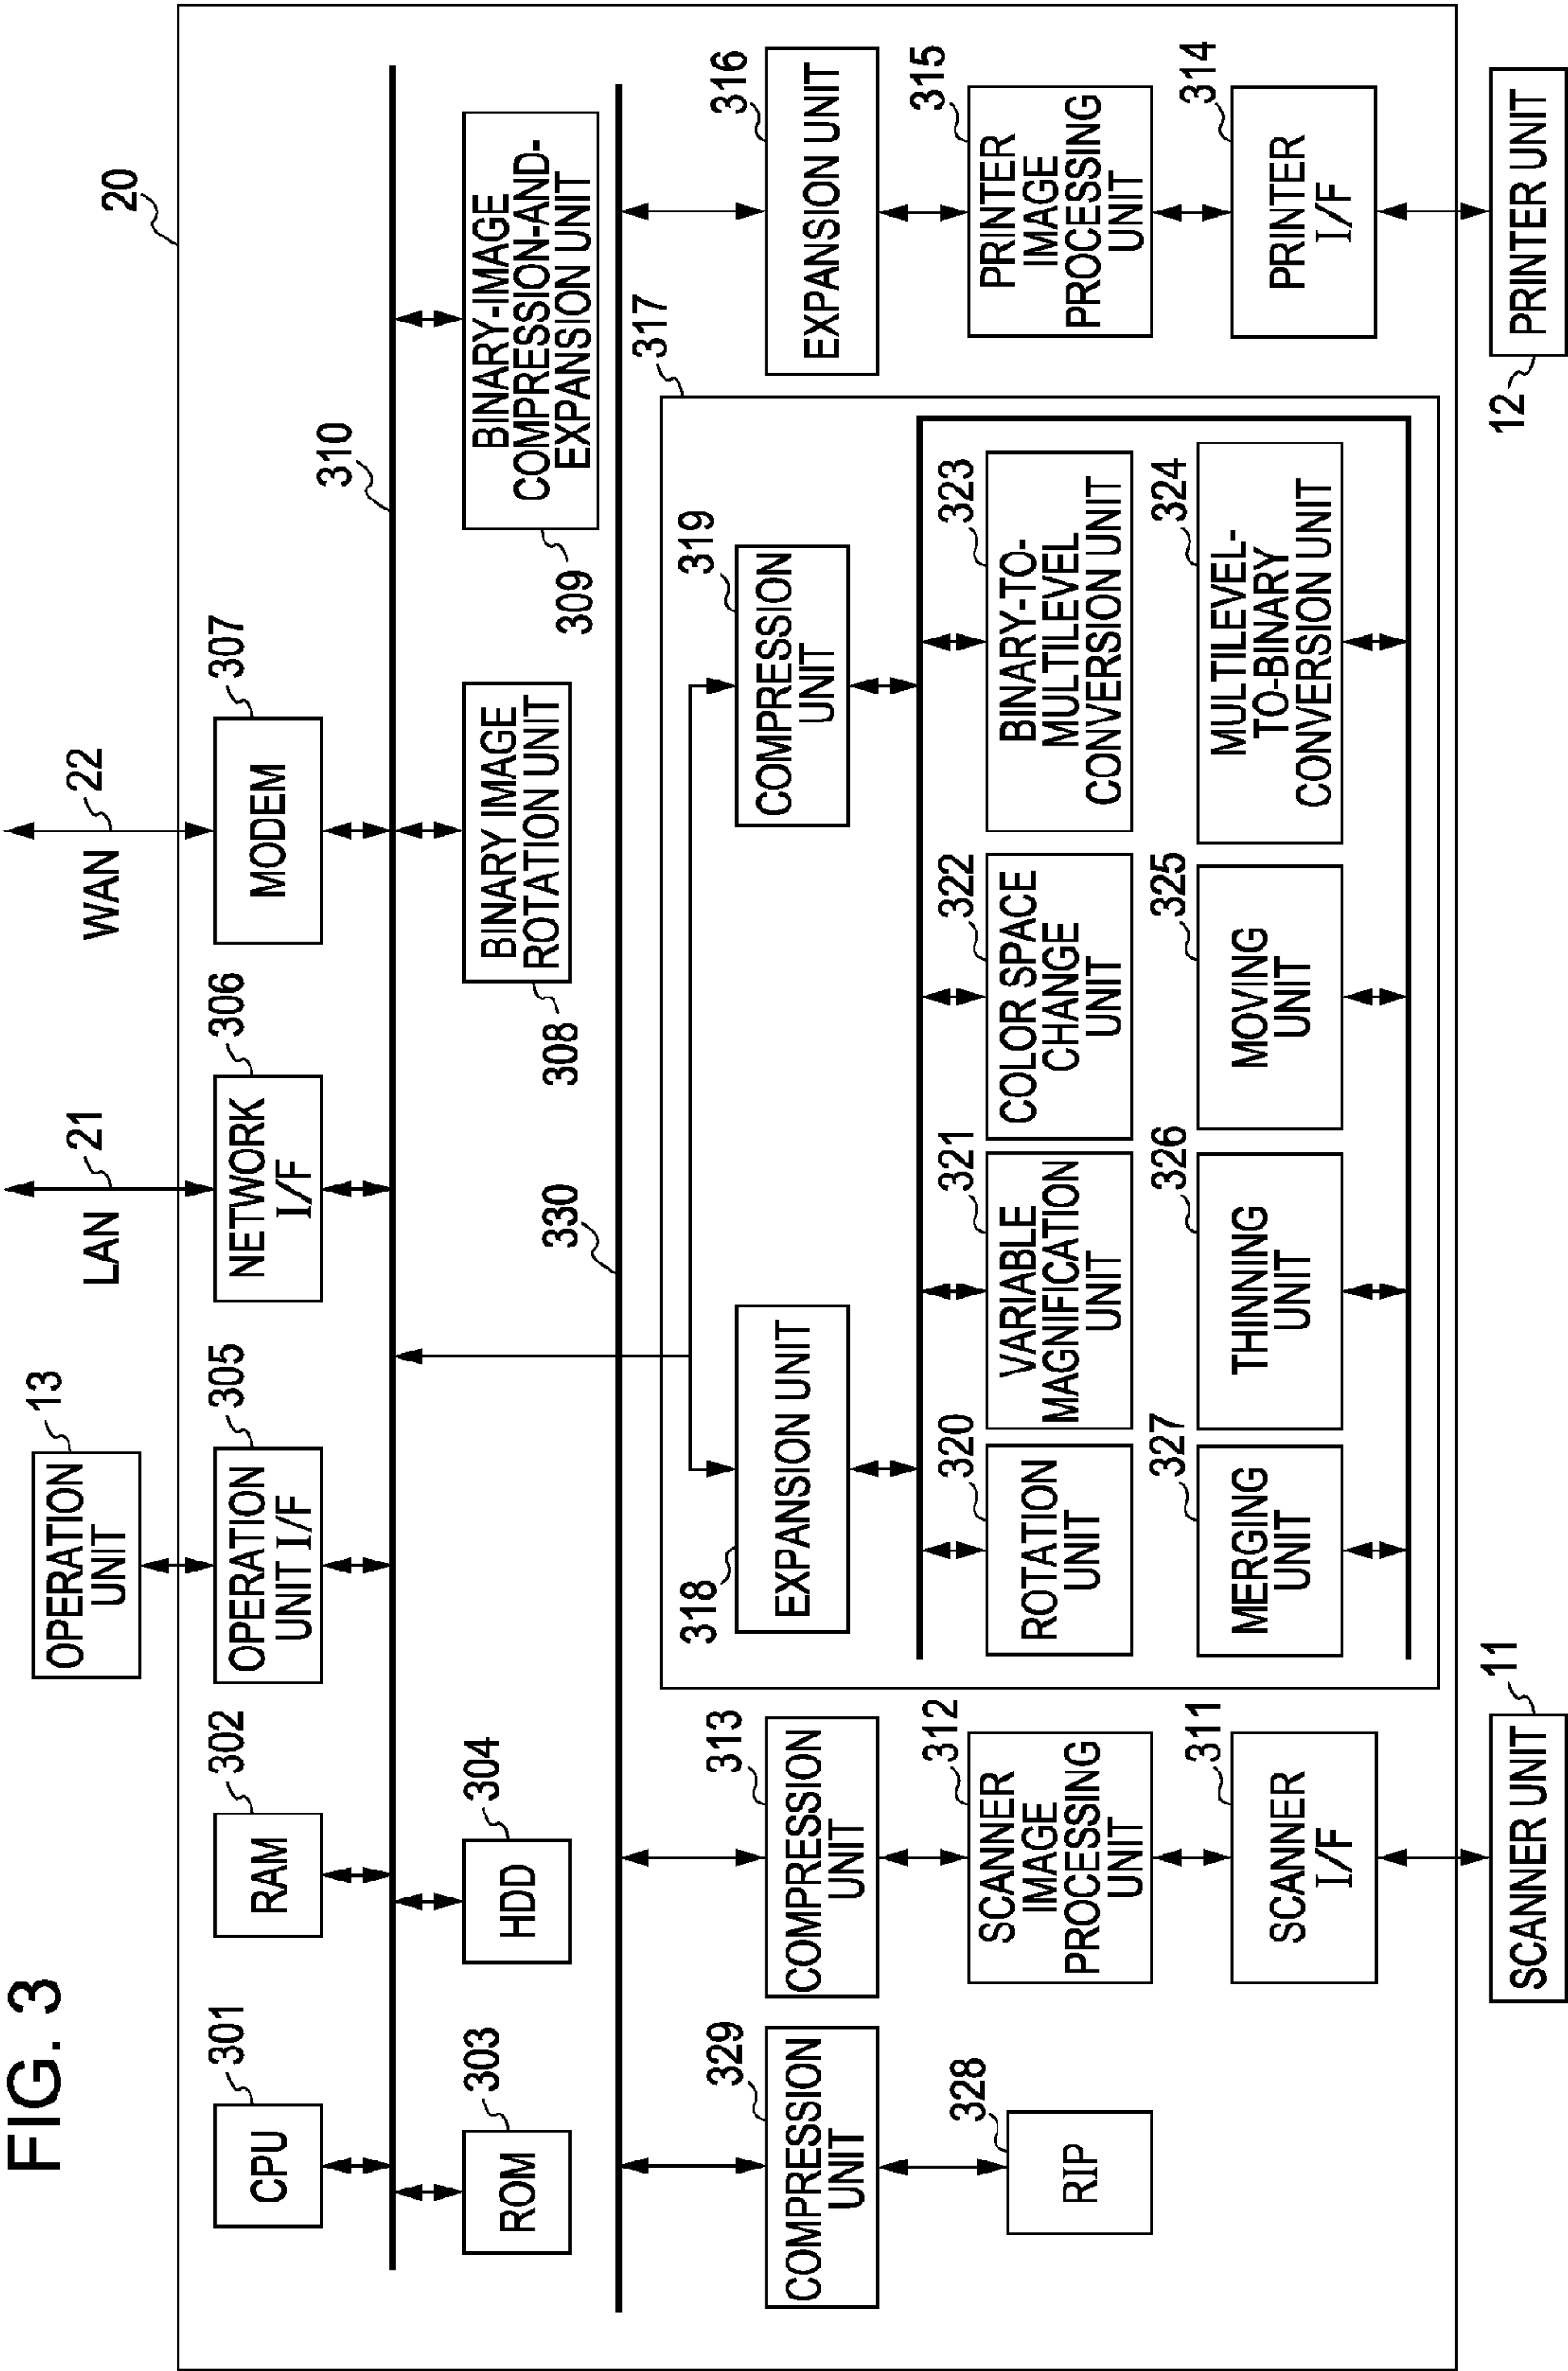 FIG. 3
20
OPERATION
UNIT
13
LAN
21
WAN
22
CPU
301
RAM
302
OPERATION
UNIT I/F
305
NETWORK
I/F
306
MODEM
307
310
ROM
303
HDD
304
BINARY IMAGE
ROTATION UNIT
308
BINARY-IMAGE
COMPRESSION-AND-
EXPANSION UNIT
309
330
317
COMPRESSION
UNIT
329
COMPRESSION
UNIT
313
318
EXPANSION UNIT
COMPRESSION
UNIT
319
EXPANSION UNIT
316
RIP
328
SCANNER
IMAGE
PROCESSING
UNIT
312
ROTATION
UNIT
320
VARIABLE
MAGNIFICATION
UNIT
321
COLOR SPACE
CHANGE
UNIT
322
BINARY-TO-
MULTILEVEL
CONVERSION UNIT
323
PRINTER
IMAGE
PROCESSING
UNIT
315
SCANNER
I/F
311
MERGING
UNIT
327
THINNING
UNIT
326
MOVING
UNIT
325
MULTILEVEL-
TO-BINARY
CONVERSION UNIT
324
PRINTER
I/F
314
SCANNER UNIT
11
12
PRINTER UNIT